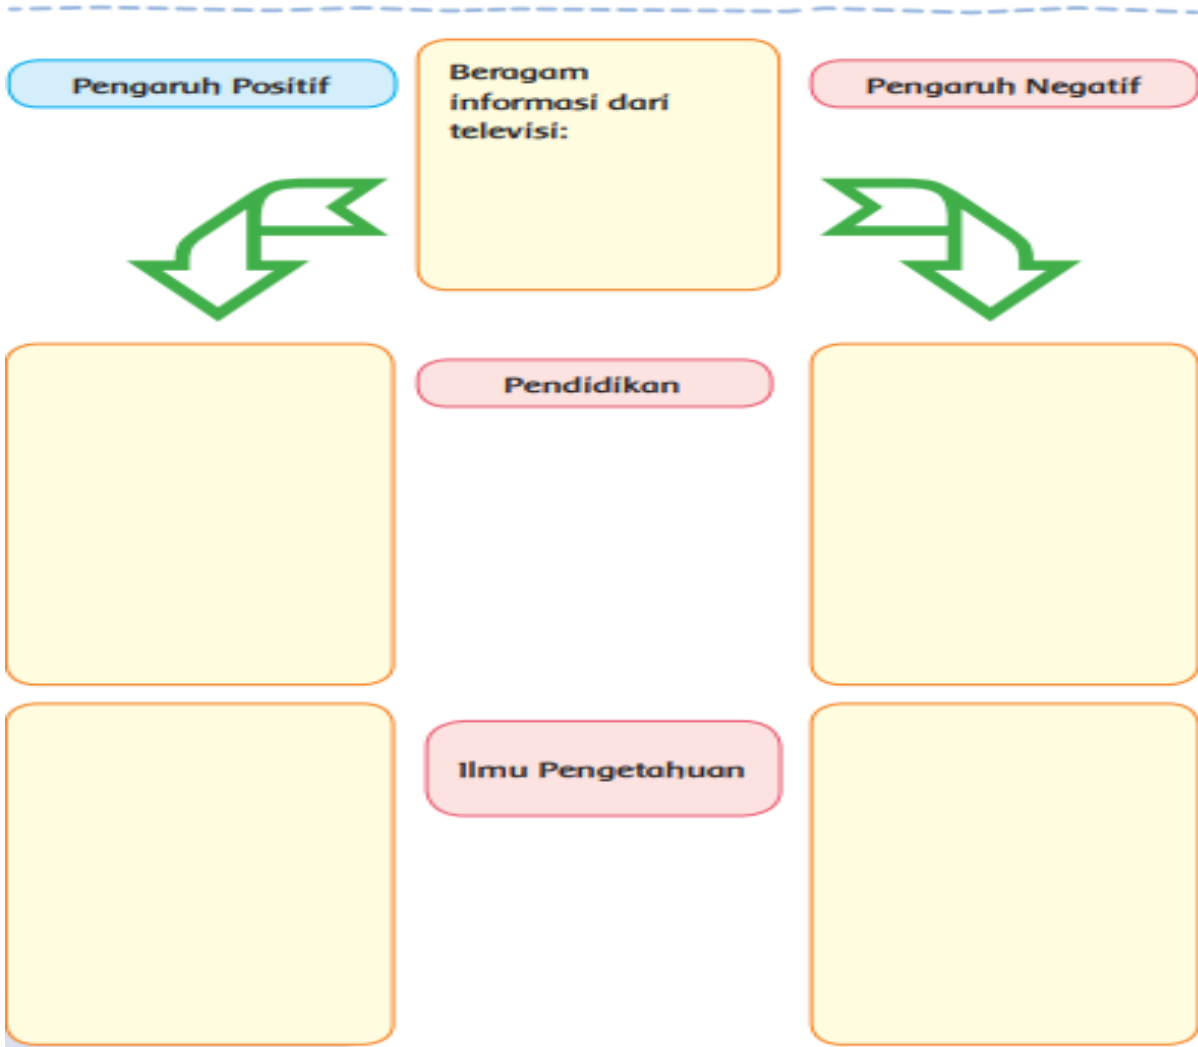 Pengaruh Positif
Beragam
informasi dari
televisi:
Pengaruh Negatif
Pendidikan
Ilmu Pengetahuan